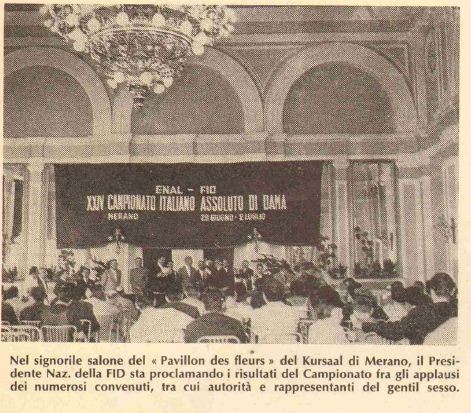 ENAL - FID
XXIV CAMPIONATO ITALIANO ASSOLUTO DI DAMA
MERANO 28 GIUGNO - 2 LUGLIO
Nel signorile salone del « Pavillon des fleurs » del Kursaal di Merano, il Presi-
dente Naz. della FID sta proclamando i risultati del Campionato fra gli applausi
dei numerosi convenuti, tra cui autorità e rappresentanti del gentil sesso.